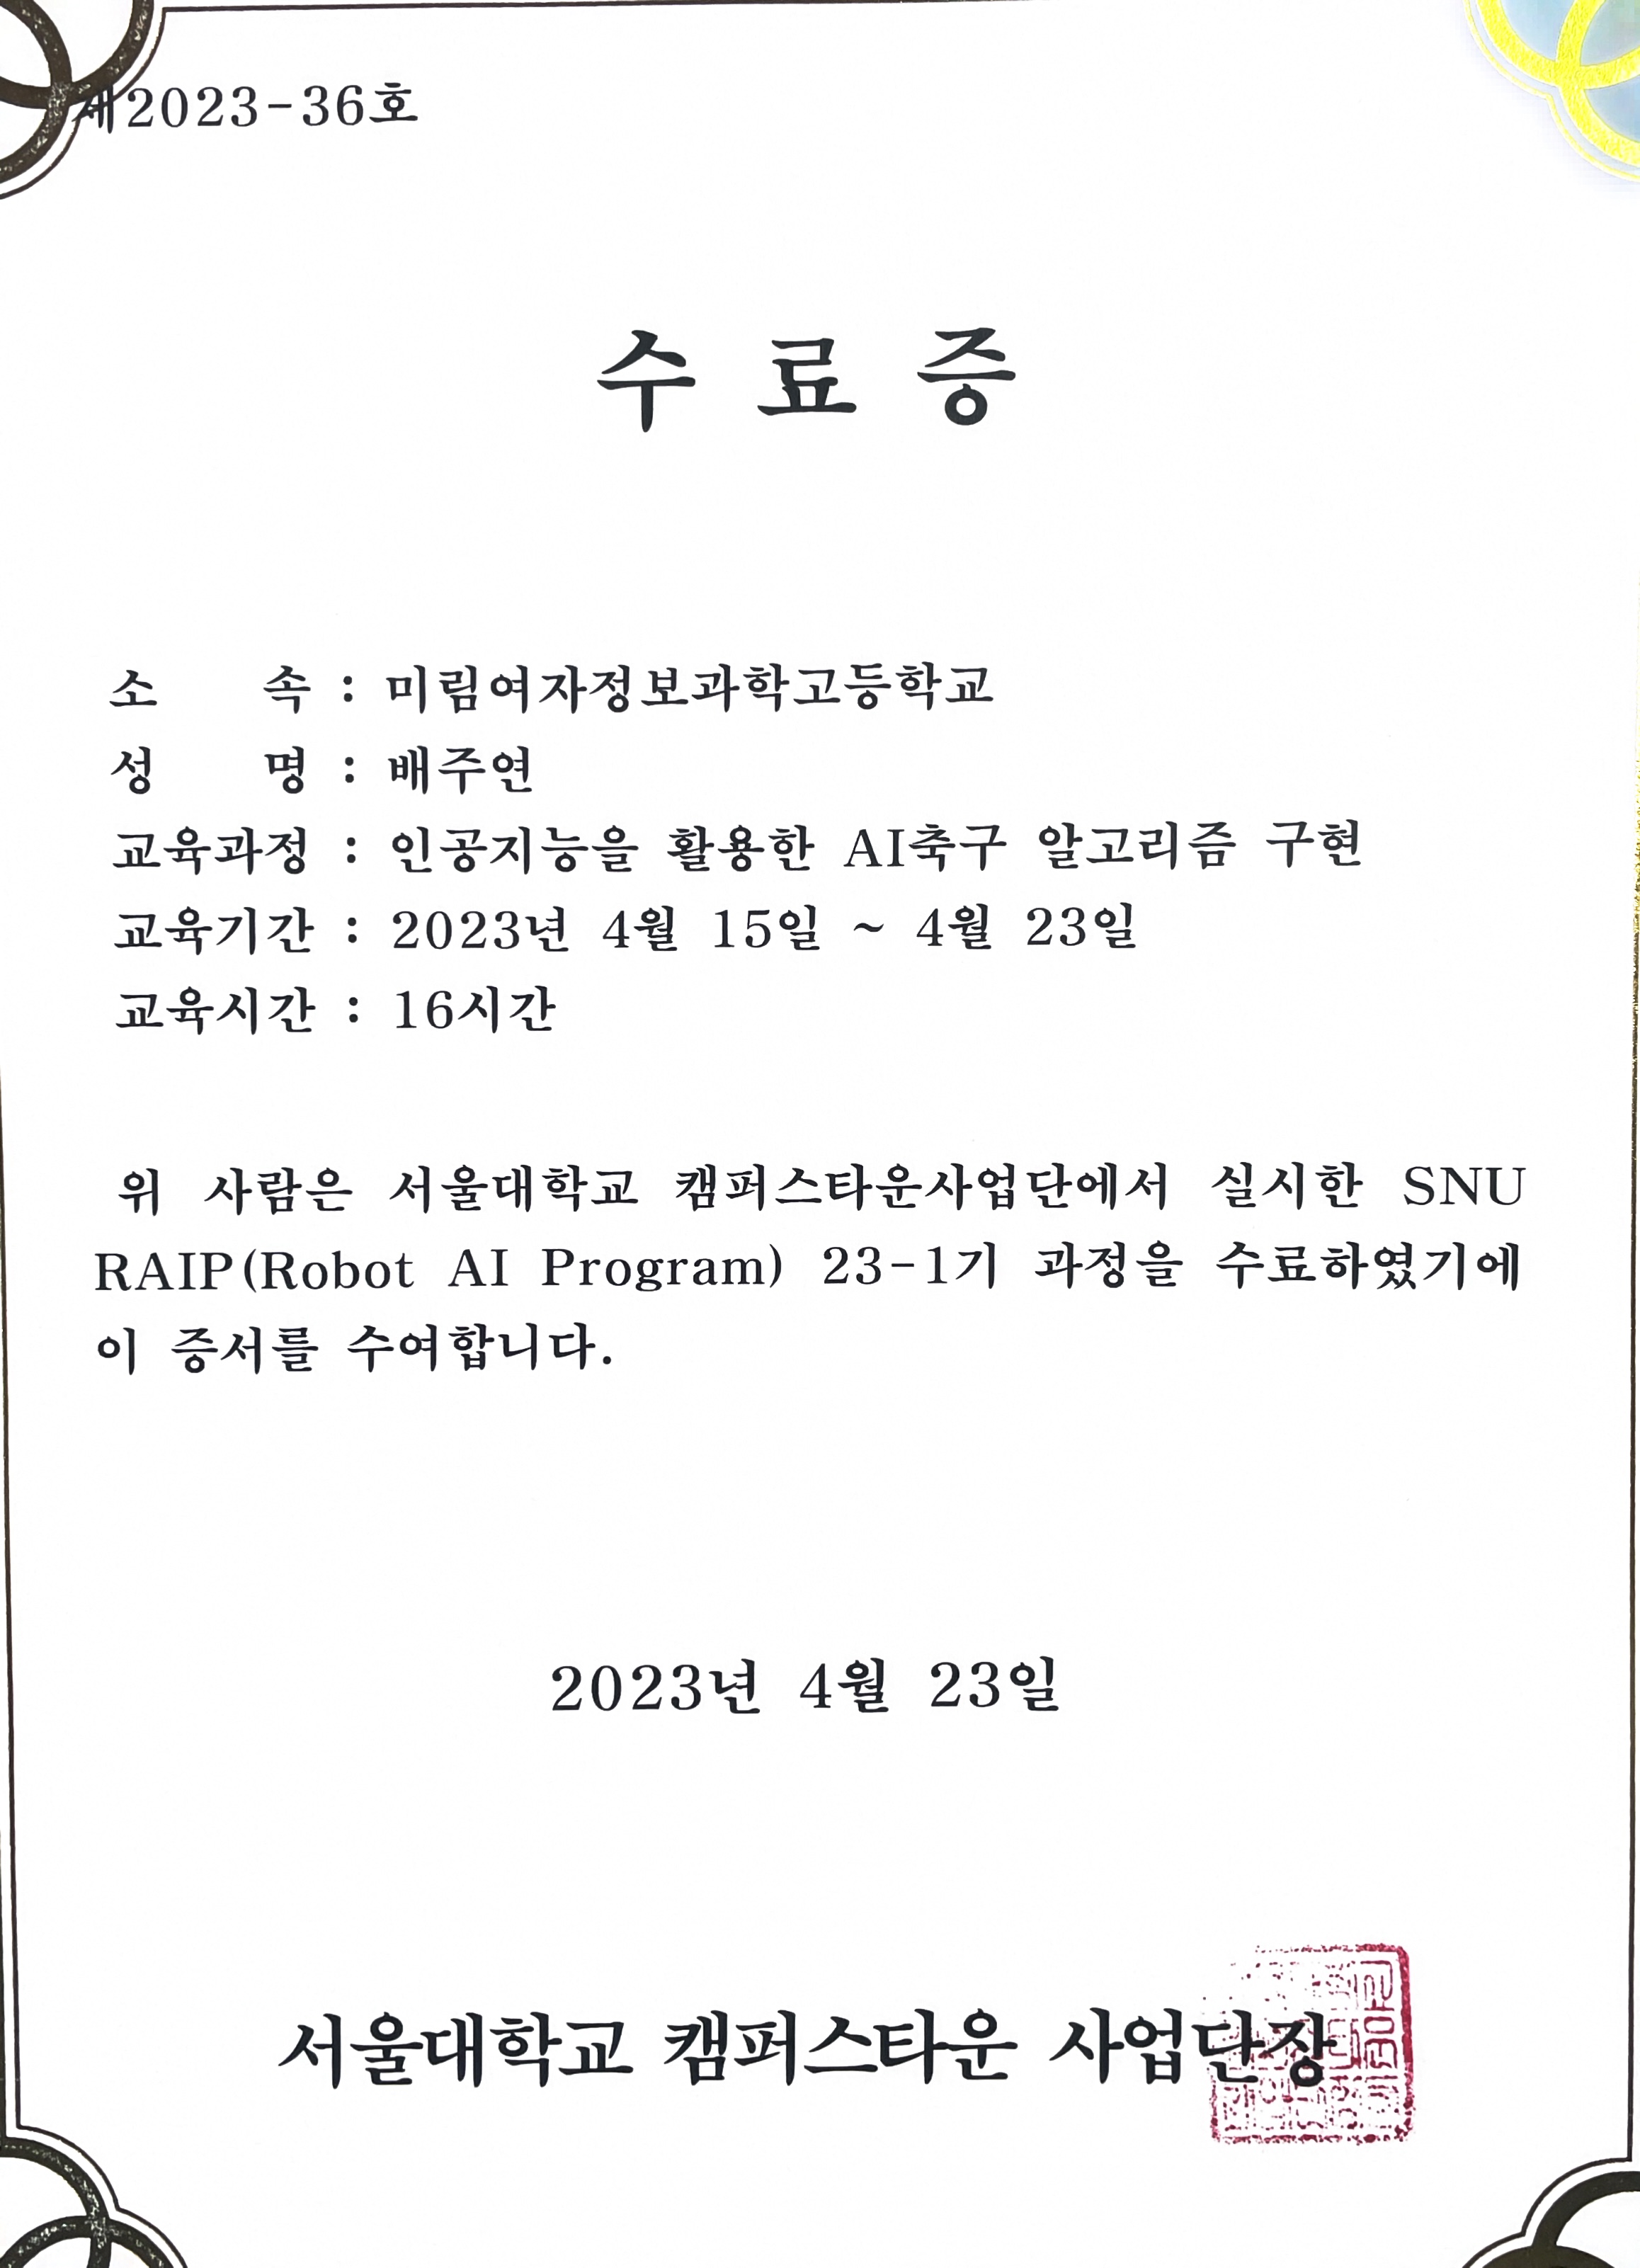 제2023-36호
수 료 증
소 속 : 미림여자정보과학고등학교
성 명 : 배주연
교육과정 : 인공지능을 활용한 AI축구 알고리즘 구현
교육기간 : 2023년 4월 15일 ~ 4월 23일
교육시간 : 16시간
위 사람은 서울대학교 캠퍼스타운사업단에서 실시한 SNU
RAIP(Robot AI Program) 23-1기 과정을 수료하였기에
이 증서를 수여합니다.
2023년 4월 23일
서울대학교 캠퍼스타운 사업단장